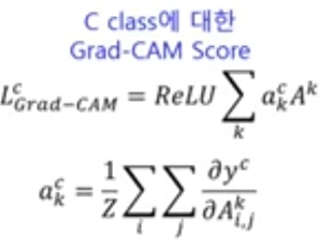 C class에 대한
Grad-CAM Score
L^c_{Grad-CAM} = ReLU ∑_k a^c_k A^k
a^c_k = 1/Z ∑_i ∑_j ∂y^c/∂A^k_{i,j}